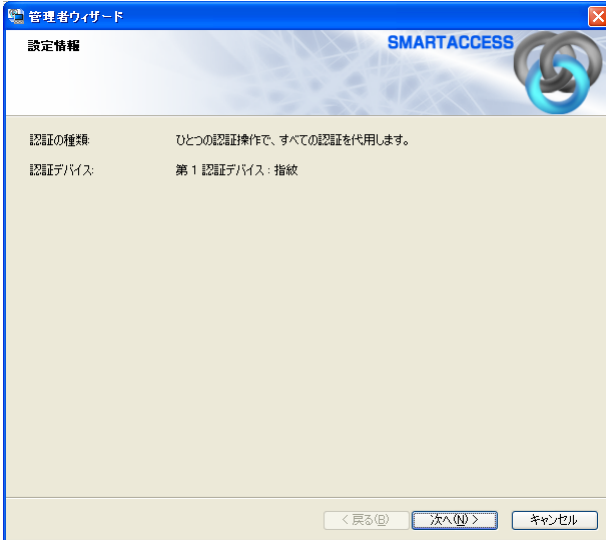 管理者ウィザード
設定情報
SMARTACCESS
認証の種類: ひとつの認証操作で、すべての認証を代用します。
認証デバイス: 第1認証デバイス:指紋
< 戻る(B) 次へ(N) > キャンセル